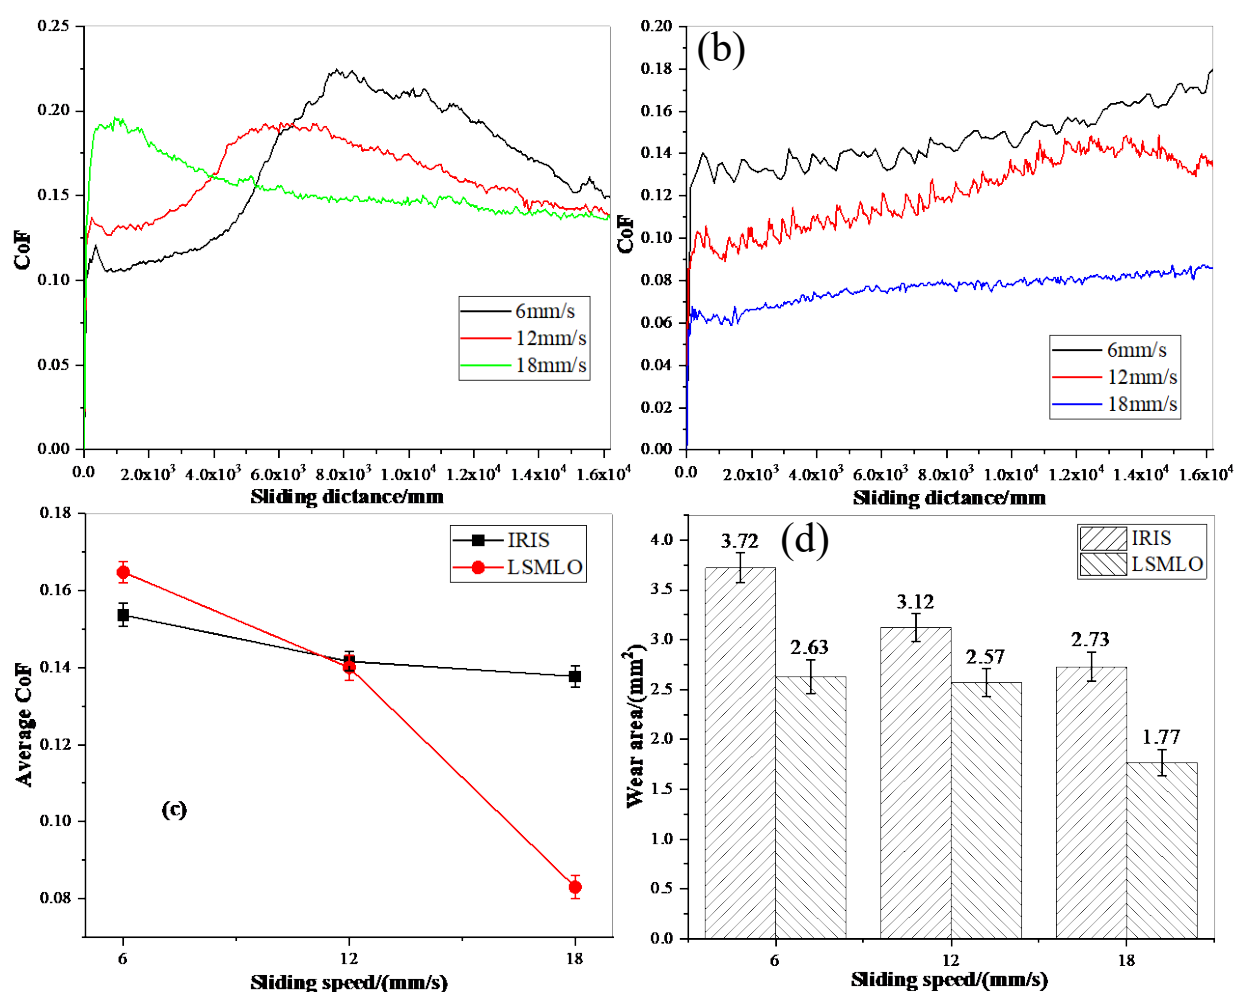 0.25
0.20
0.15
0.10
0.05
0.00
CoF
6mm/s
12mm/s
18mm/s
0.0 2.0x10³ 4.0x10³ 6.0x10³ 8.0x10³ 1.0x10⁴ 1.2x10⁴ 1.4x10⁴ 1.6x10⁴
Sliding dictance/mm
(b)
0.20
0.18
0.16
0.14
0.12
0.10
0.08
0.06
0.04
0.02
0.00
CoF
6mm/s
12mm/s
18mm/s
0.0 2.0x10³ 4.0x10³ 6.0x10³ 8.0x10³ 1.0x10⁴ 1.2x10⁴ 1.4x10⁴ 1.6x10⁴
Sliding dictance/mm
0.18
0.16
0.14
0.12
0.10
0.08
Average CoF
IRIS
LSMLO
(c)
6 12 18
Sliding speed/(mm/s)
(d)
4.0
3.5
3.0
2.5
2.0
1.5
1.0
0.5
0.0
Wear area/(mm²)
IRIS
LSMLO
3.72
2.63
3.12
2.57
2.73
1.77
6 12 18
Sliding speed/(mm/s)